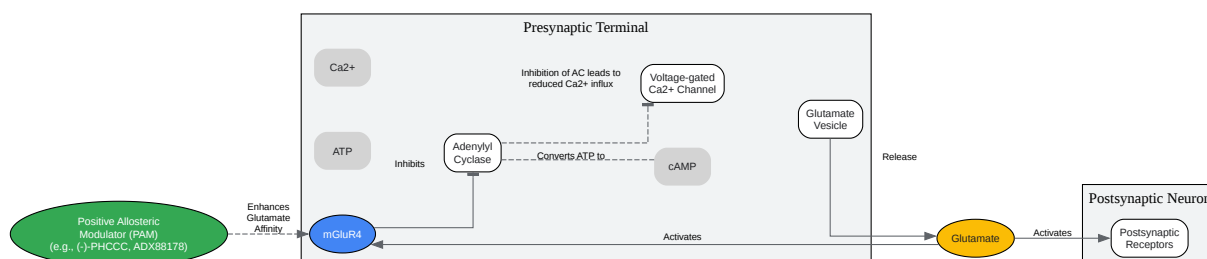 Presynaptic Terminal
Ca2+
Inhibition of AC leads to
reduced Ca2+ influx
Voltage-gated
Ca2+ Channel
Glutamate
Vesicle
ATP
Inhibits
Adenylyl
Cyclase
Converts ATP to
cAMP
Release
Positive Allosteric
Modulator (PAM)
(e.g., (-)-PHCCC, ADX88178)
Enhances
Glutamate
Affinity
mGluR4
Activates
Glutamate
Activates
Postsynaptic Neuron
Postsynaptic
Receptors